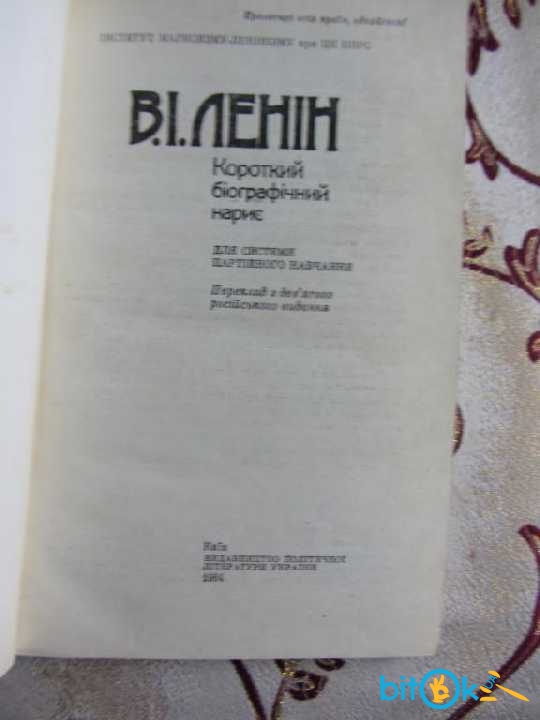 Пролетарі всіх країн, єднайтеся!
ІНСТИТУТ МАРКСИЗМУ-ЛЕНІНІЗМУ при ЦК КПРС
В.І.ЛЕНІН
Короткий
біографічний
нарис
ДЛЯ СИСТЕМИ
ПАРТІЙНОГО НАВЧАННЯ
Переклад з дев'ятого
російського видання
Київ
ВИДАВНИЦТВО ПОЛІТИЧНОЇ
ЛІТЕРАТУРИ УКРАЇНИ
1984
bitok